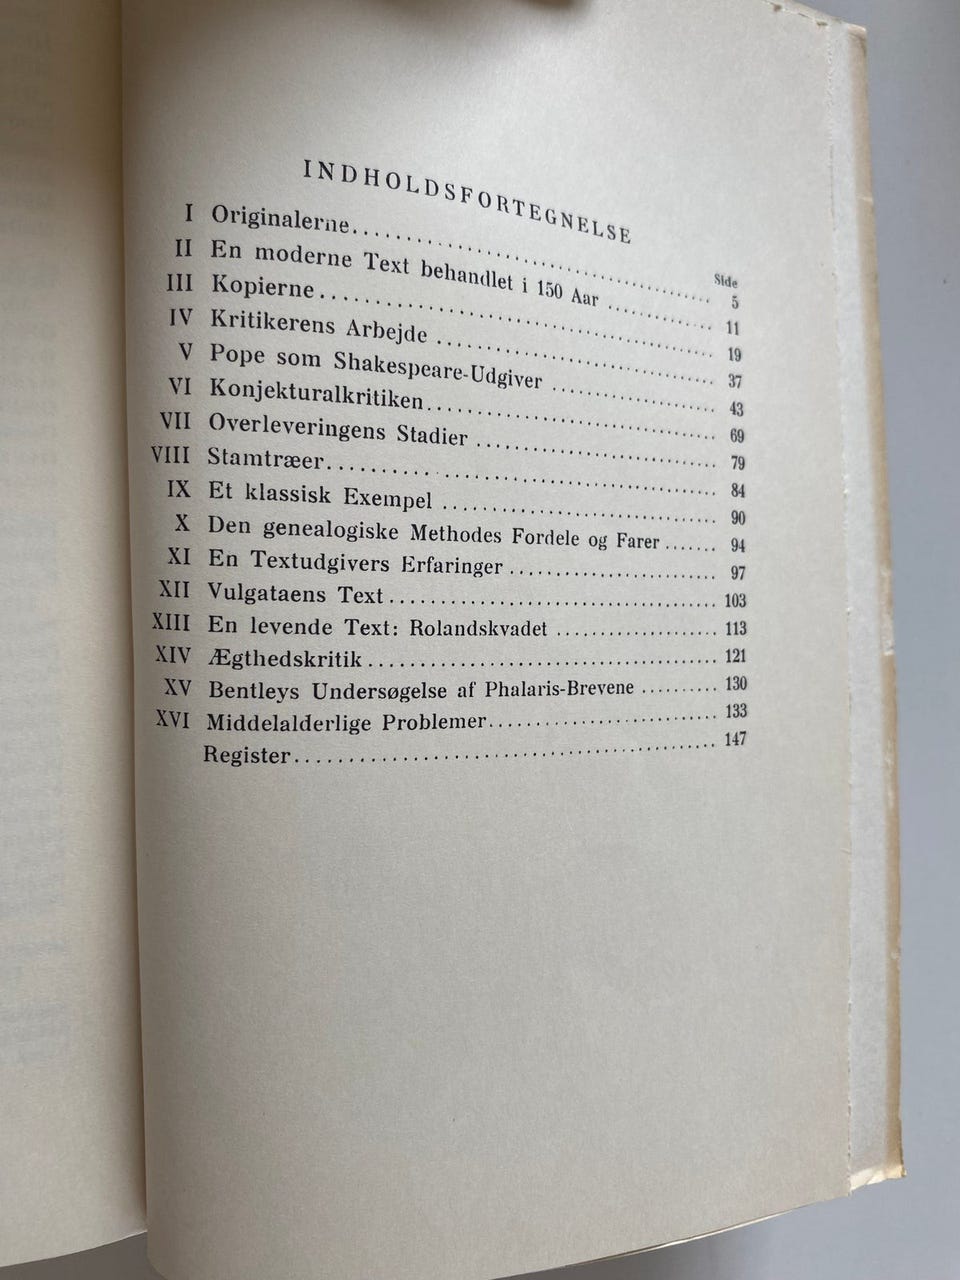 INDHOLDSFORTEGNELSE
Side
I Originalerne 5
II En moderne Text behandlet i 150 Aar 11
III Kopierne 19
IV Kritikerens Arbejde 37
V Pope som Shakespeare-Udgiver 43
VI Konjekturalkritiken 69
VII Overleveringens Stadier 79
VIII Stamtræer 84
IX Et klassisk Exempel 90
X Den genealogiske Methodes Fordele og Farer 94
XI En Textudgivers Erfaringer 97
XII Vulgataens Text 103
XIII En levende Text: Rolandskvadet 113
XIV Ægthedskritik 121
XV Bentleys Undersøgelse af Phalaris-Brevene 130
XVI Middelalderlige Problemer 133
Register 147